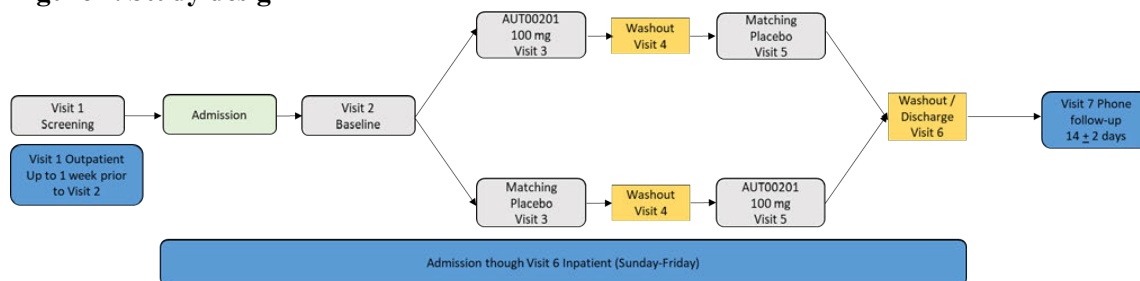 AUT00201
100 mg
Visit 3
Washout
Visit 4
Matching
Placebo
Visit 5
Visit 1
Screening
Admission
Visit 2
Baseline
Washout /
Discharge
Visit 6
Visit 7 Phone
follow-up
14 ± 2 days
Visit 1 Outpatient
Up to 1 week prior
to Visit 2
Matching
Placebo
Visit 3
Washout
Visit 4
AUT00201
100 mg
Visit 5
Admission though Visit 6 Inpatient (Sunday-Friday)